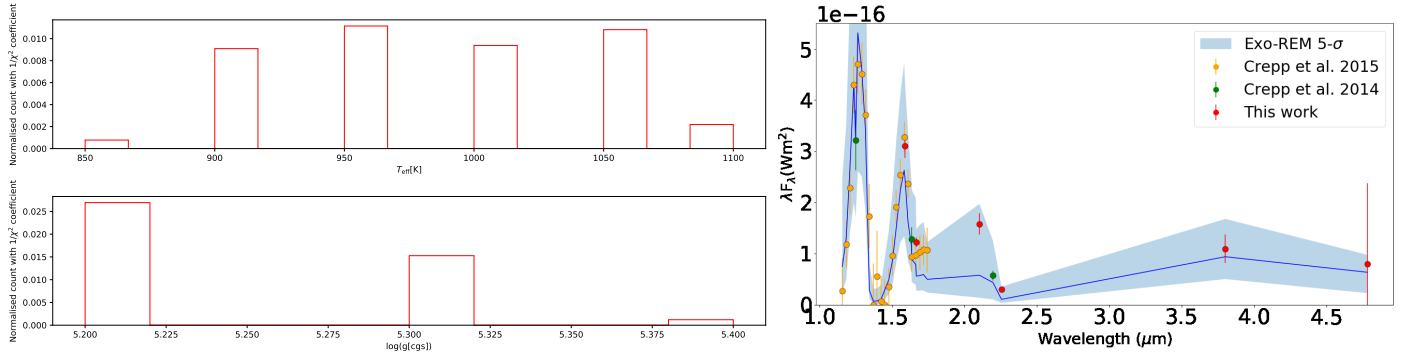 Normalised count with 1/χ² coefficient
0.010
0.008
0.006
0.004
0.002
0.000
850 900 950 1000 1050 1100
T_eff[K]
Normalised count with 1/χ² coefficient
0.025
0.020
0.015
0.010
0.005
0.000
5.200 5.225 5.250 5.275 5.300 5.325 5.350 5.375 5.400
log(g[cgs])
1e−16
λF_λ(Wm²)
5
4
3
2
1
0
1.0 1.5 2.0 2.5 3.0 3.5 4.0 4.5
Wavelength (μm)
Exo-REM 5-σ
Crepp et al. 2015
Crepp et al. 2014
This work